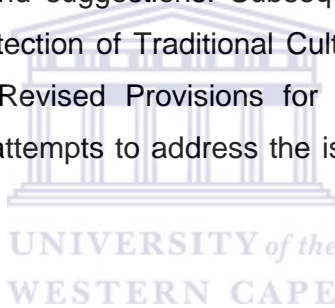 and suggestions. Subseq
tection of Traditional Cult
Revised Provisions for
attempts to address the is
UNIVERSITY of the
WESTERN CAPE